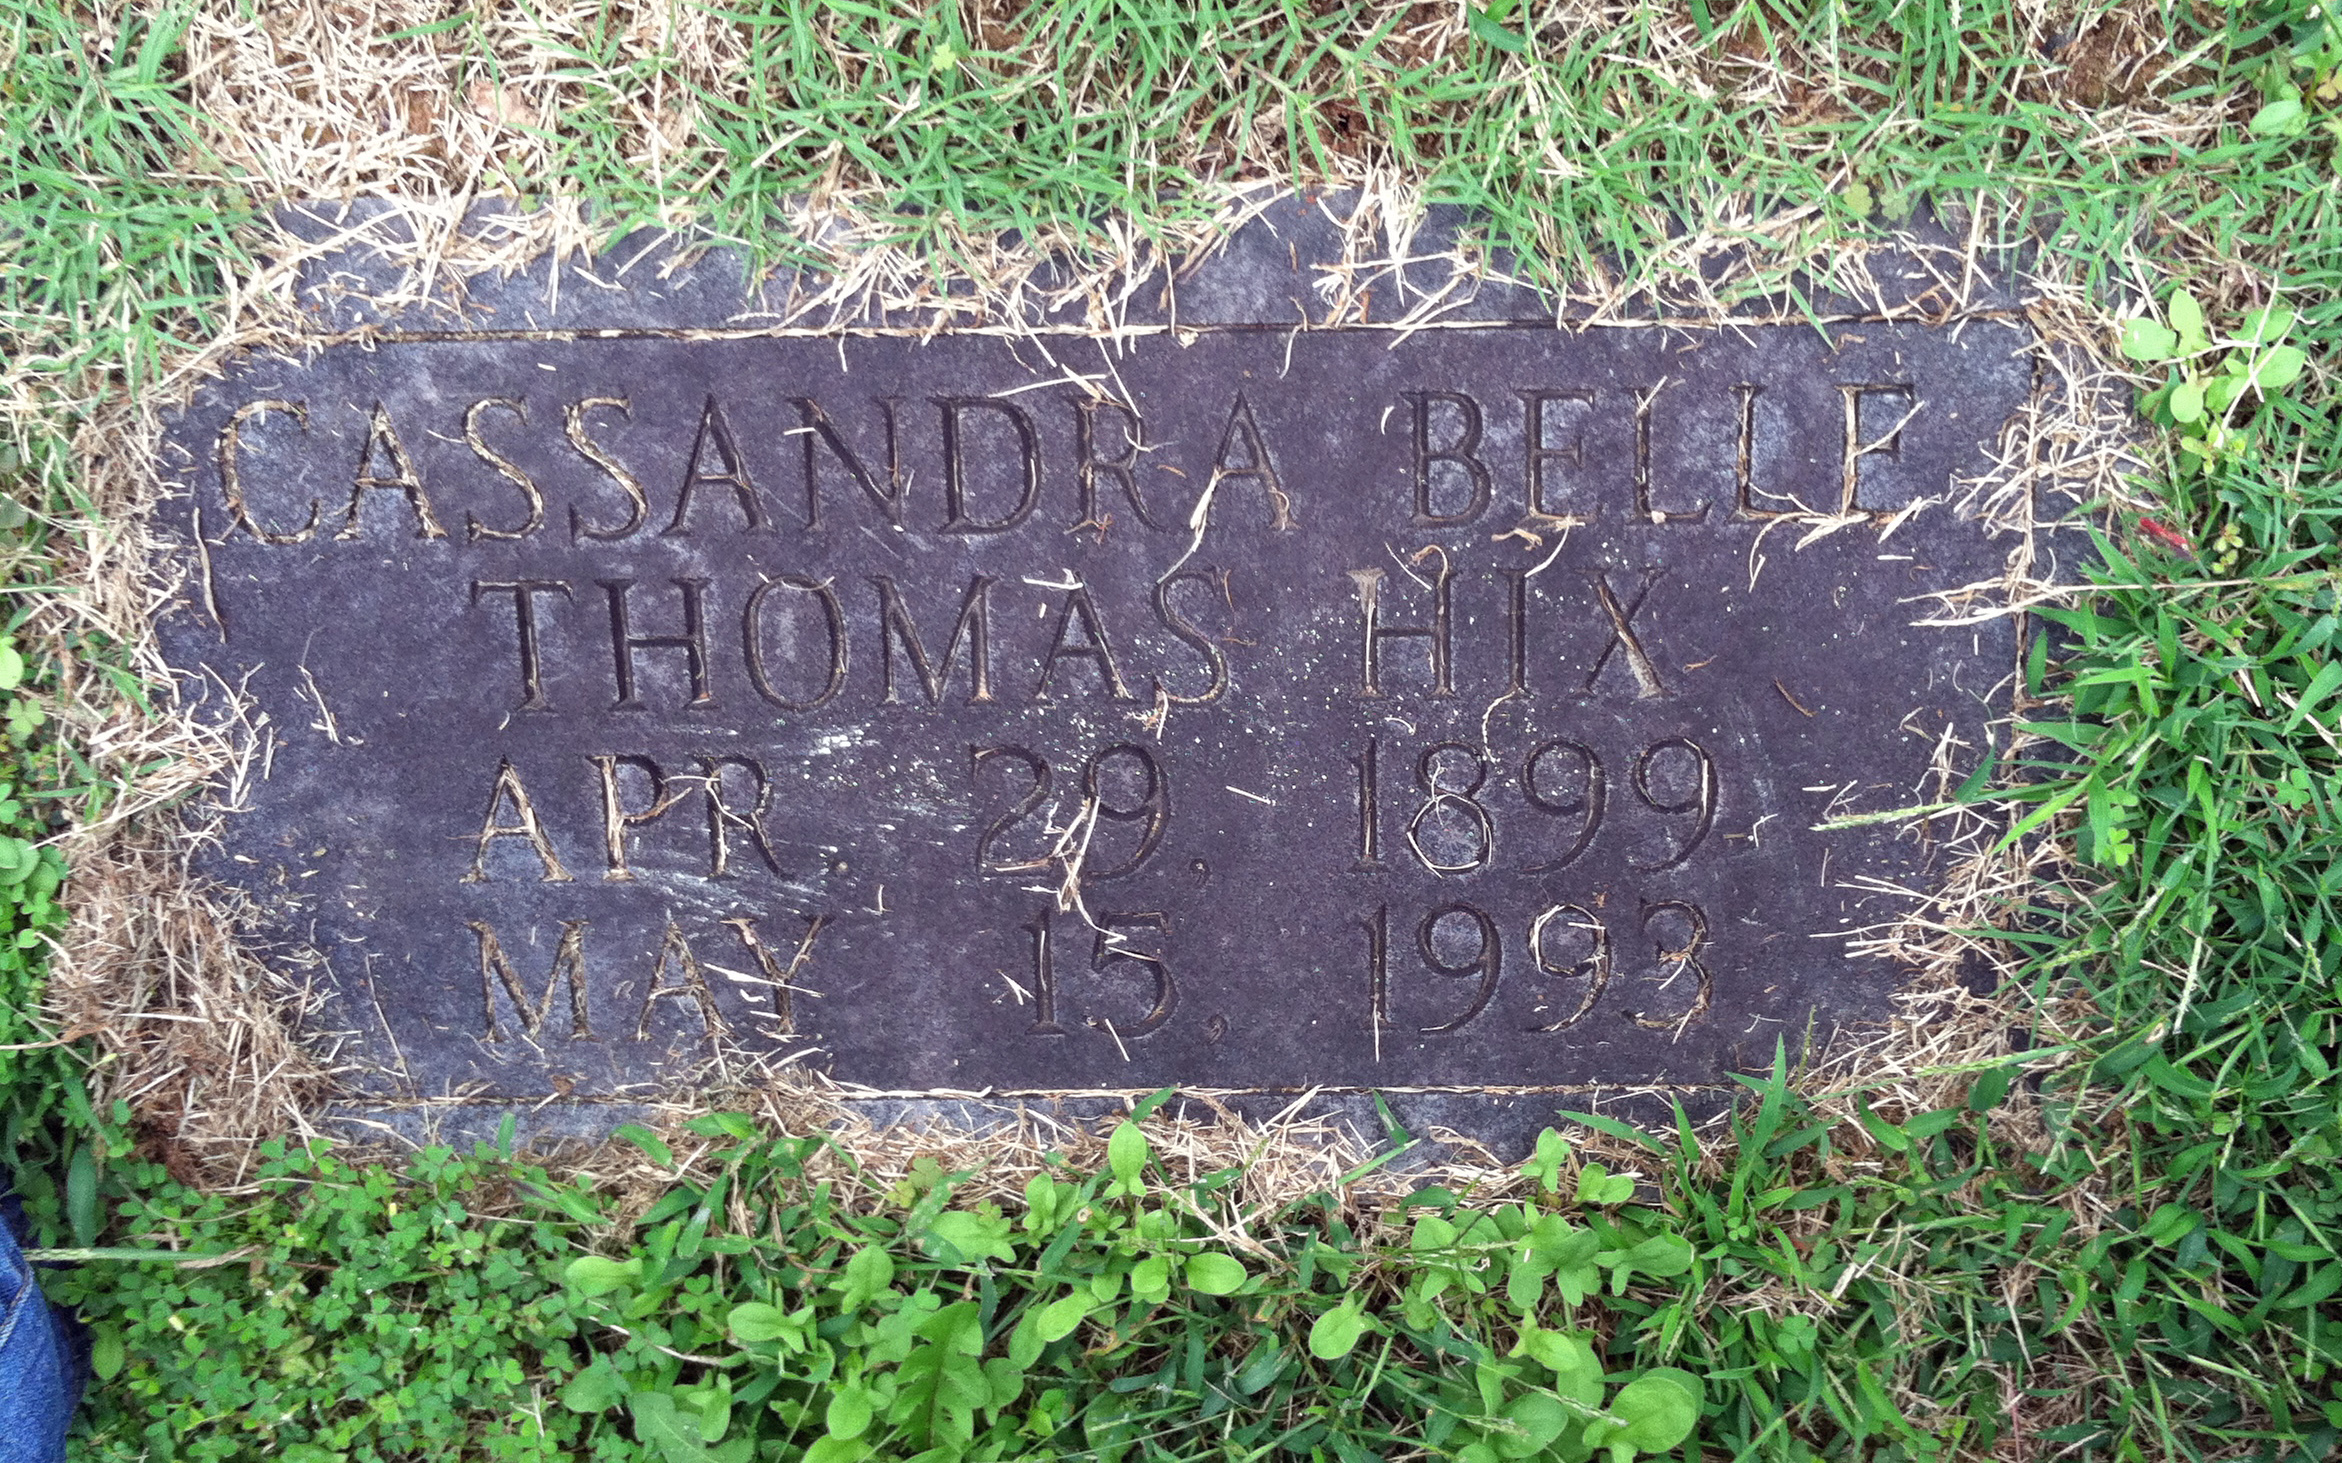 CASSANDRA BELLE
THOMAS HIX
APR. 29, 1899
MAY 15, 1993